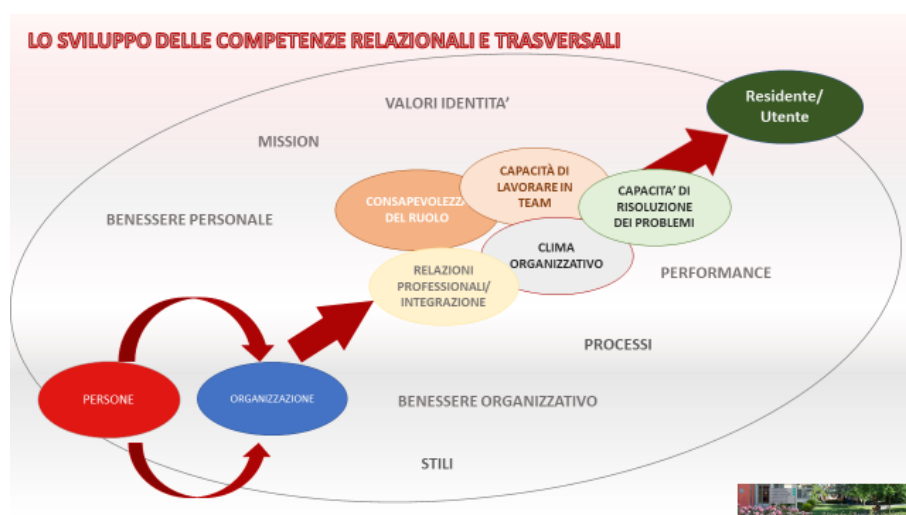 LO SVILUPPO DELLE COMPETENZE RELAZIONALI E TRASVERSALI
Residente/
Utente
VALORI IDENTITA'
MISSION
CAPACITÀ DI
LAVORARE IN
TEAM
CAPACITA' DI
RISOLUZIONE
DEI PROBLEMI
CONSAPEVOLEZZA
DEL RUOLO
BENESSERE PERSONALE
CLIMA
ORGANIZZATIVO
RELAZIONI
PROFESSIONALI/
INTEGRAZIONE
PERFORMANCE
PROCESSI
PERSONE
ORGANIZZAZIONE
BENESSERE ORGANIZZATIVO
STILI